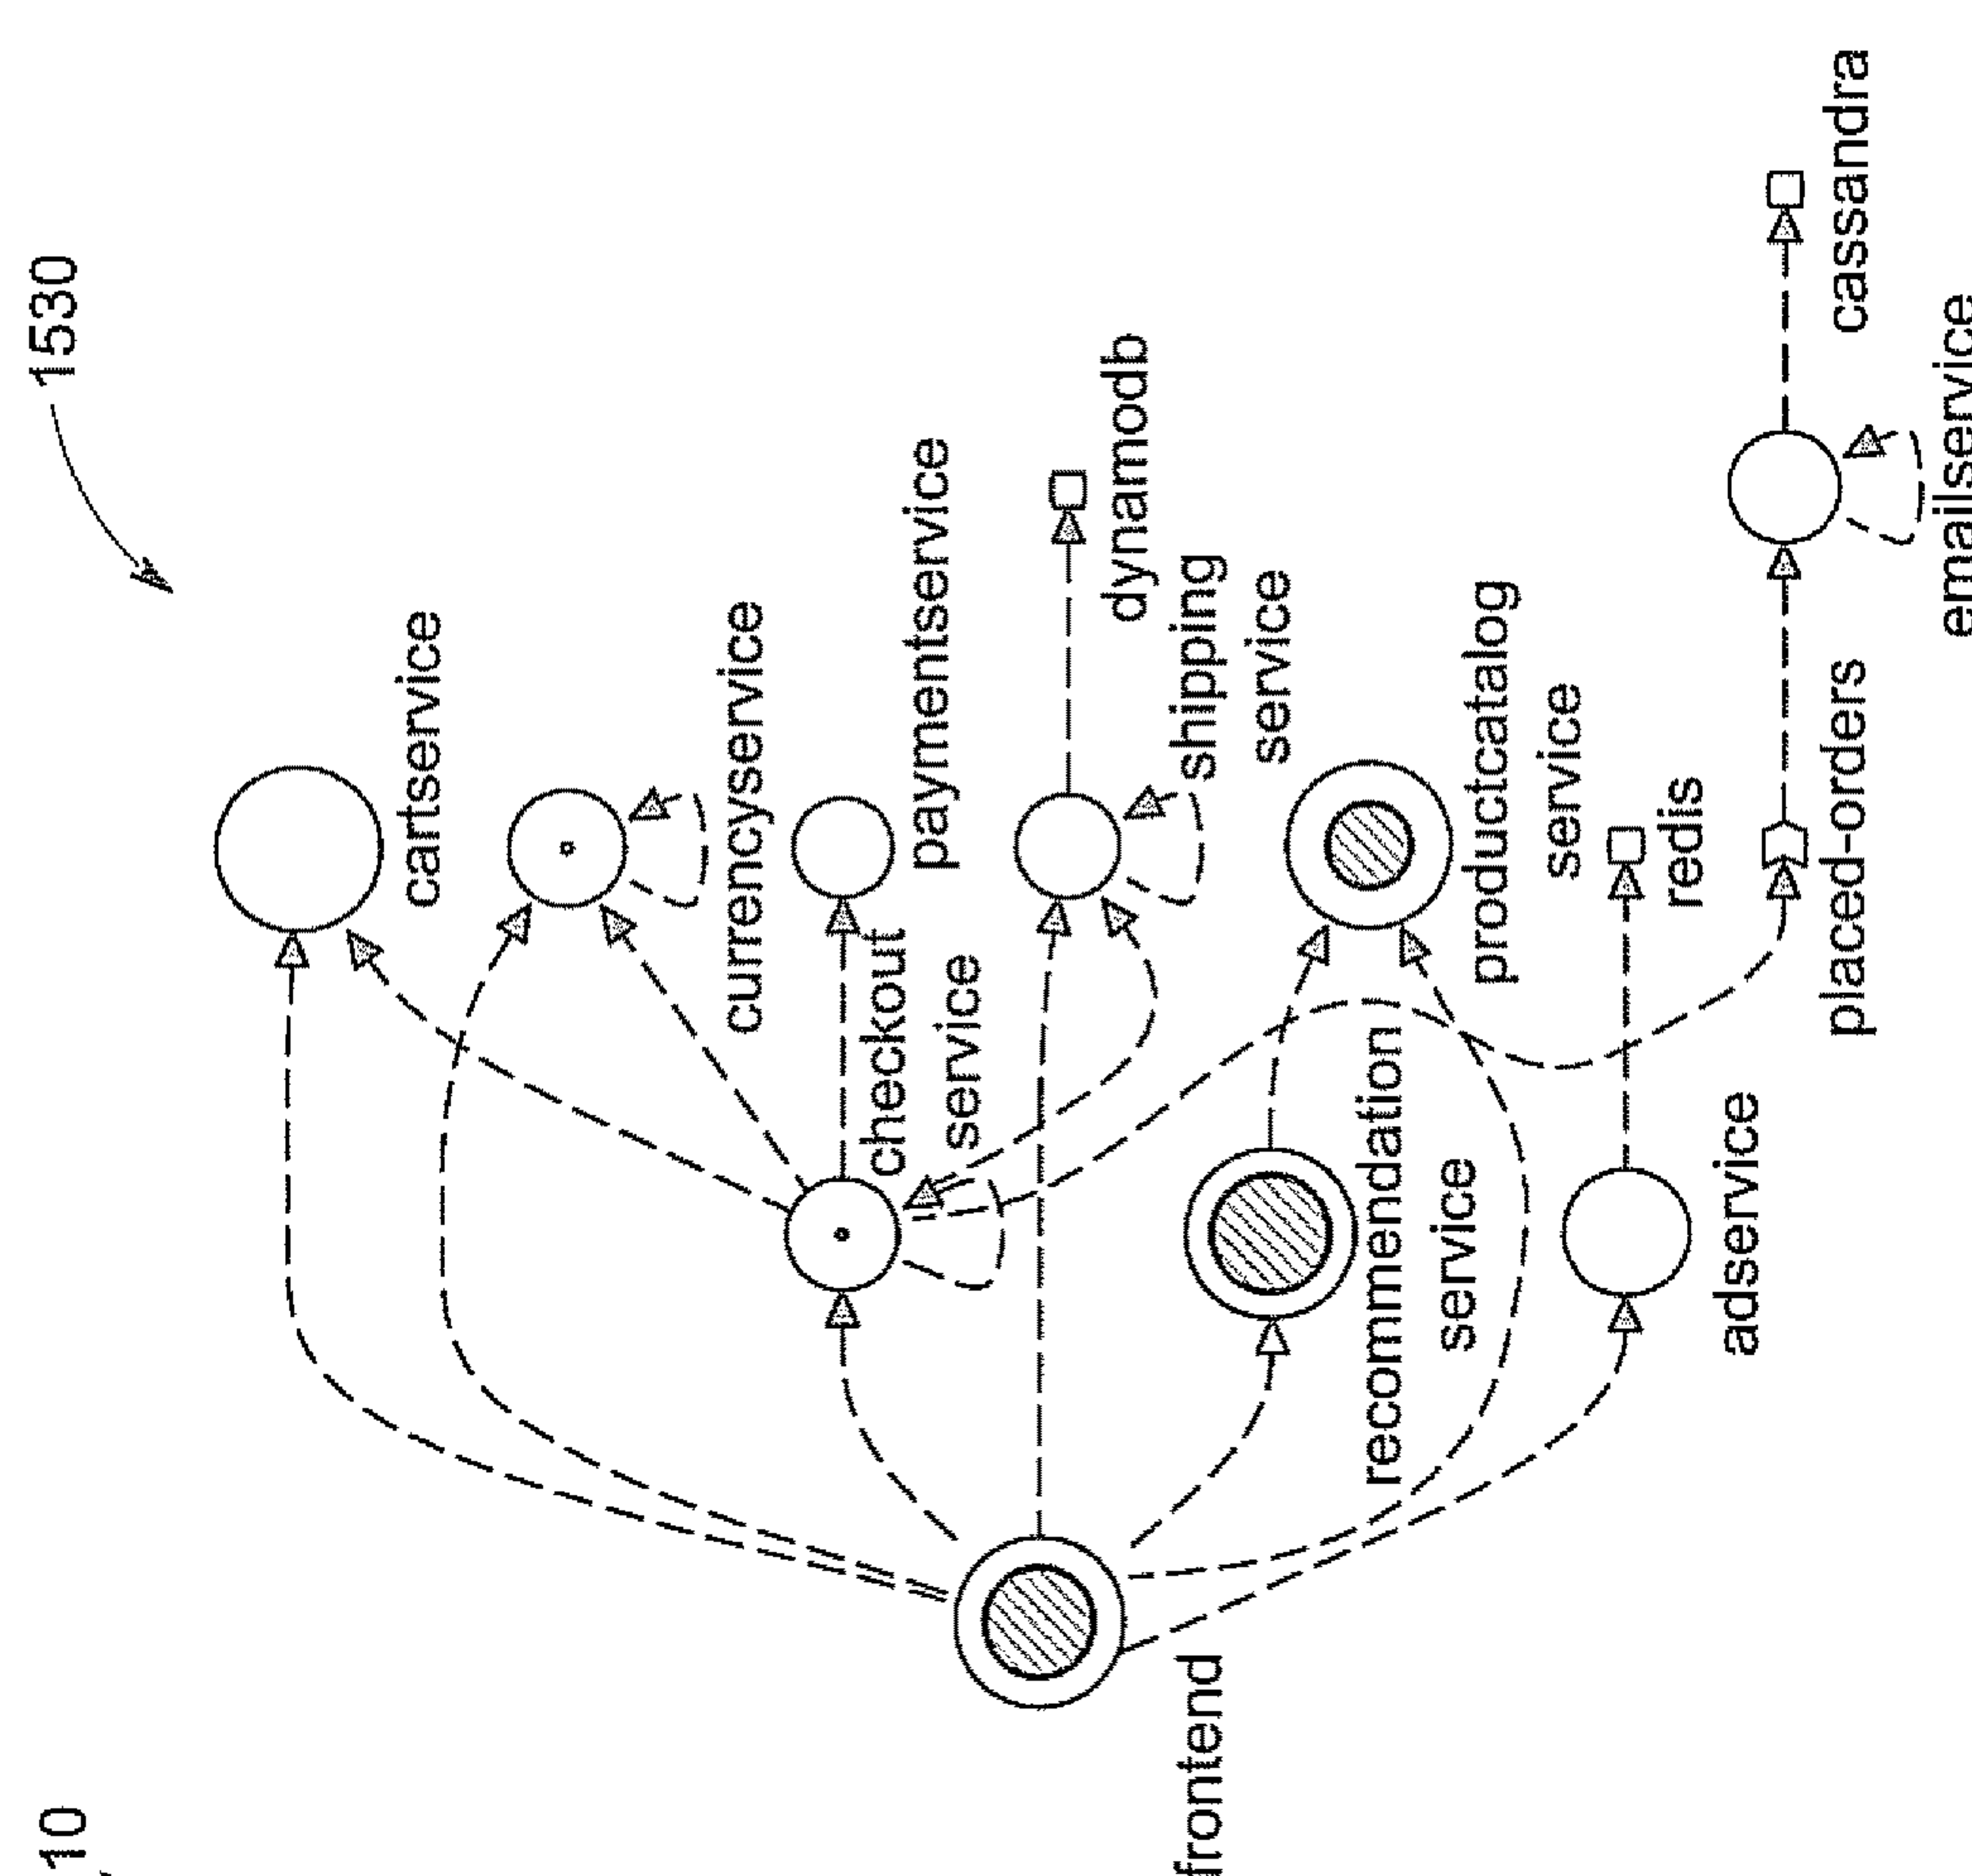 10
1530
cartservice
currencyservice
paymentservice
checkout
service
dynamodb
shipping
service
productcatalog
service
recommendation
service
redis
adservice
placed-orders
cassandra
emailservice
frontend